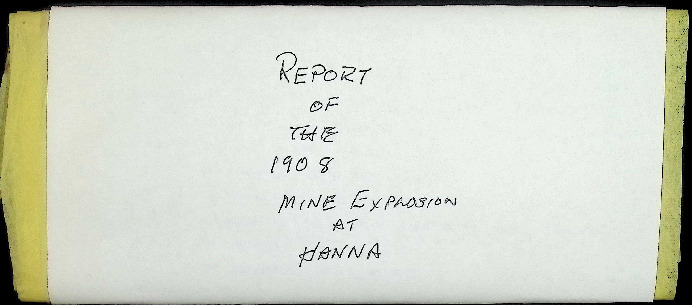 REPORT
OF
THE
1908
MINE EXPLOSION
AT
HANNA